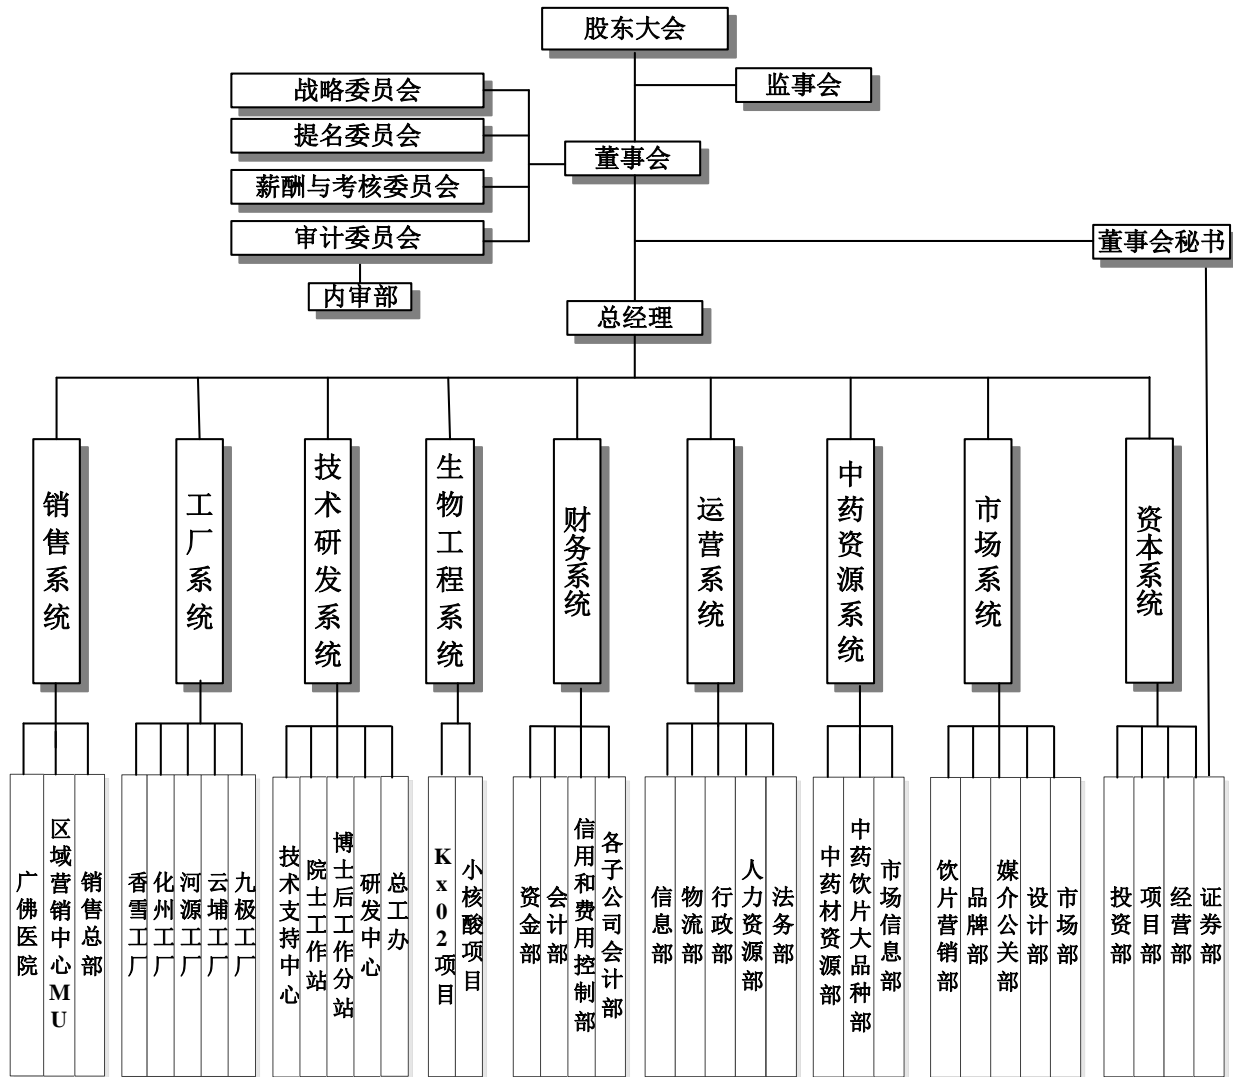 股东大会
监事会
战略委员会
提名委员会
董事会
薪酬与考核委员会
审计委员会
董事会秘书
内审部
总经理
销售系统
工厂系统
技术研发系统
生物工程系统
财务系统
运营系统
中药资源系统
市场系统
资本系统
广佛医院
区域营销中心MU
销售总部
香雪工厂
化州工厂
河源工厂
云埔工厂
九极工厂
技术支持中心
院士工作站
博士后工作分站
研发中心
总工办
Kx02项目
小核酸项目
资金部
会计部
信用和费用控制部
各子公司会计部
信息部
物流部
行政部
人力资源部
法务部
中药材资源部
中药饮片大品种部
市场信息部
饮片营销部
品牌部
媒介公关部
设计部
市场部
投资部
项目部
经营部
证券部